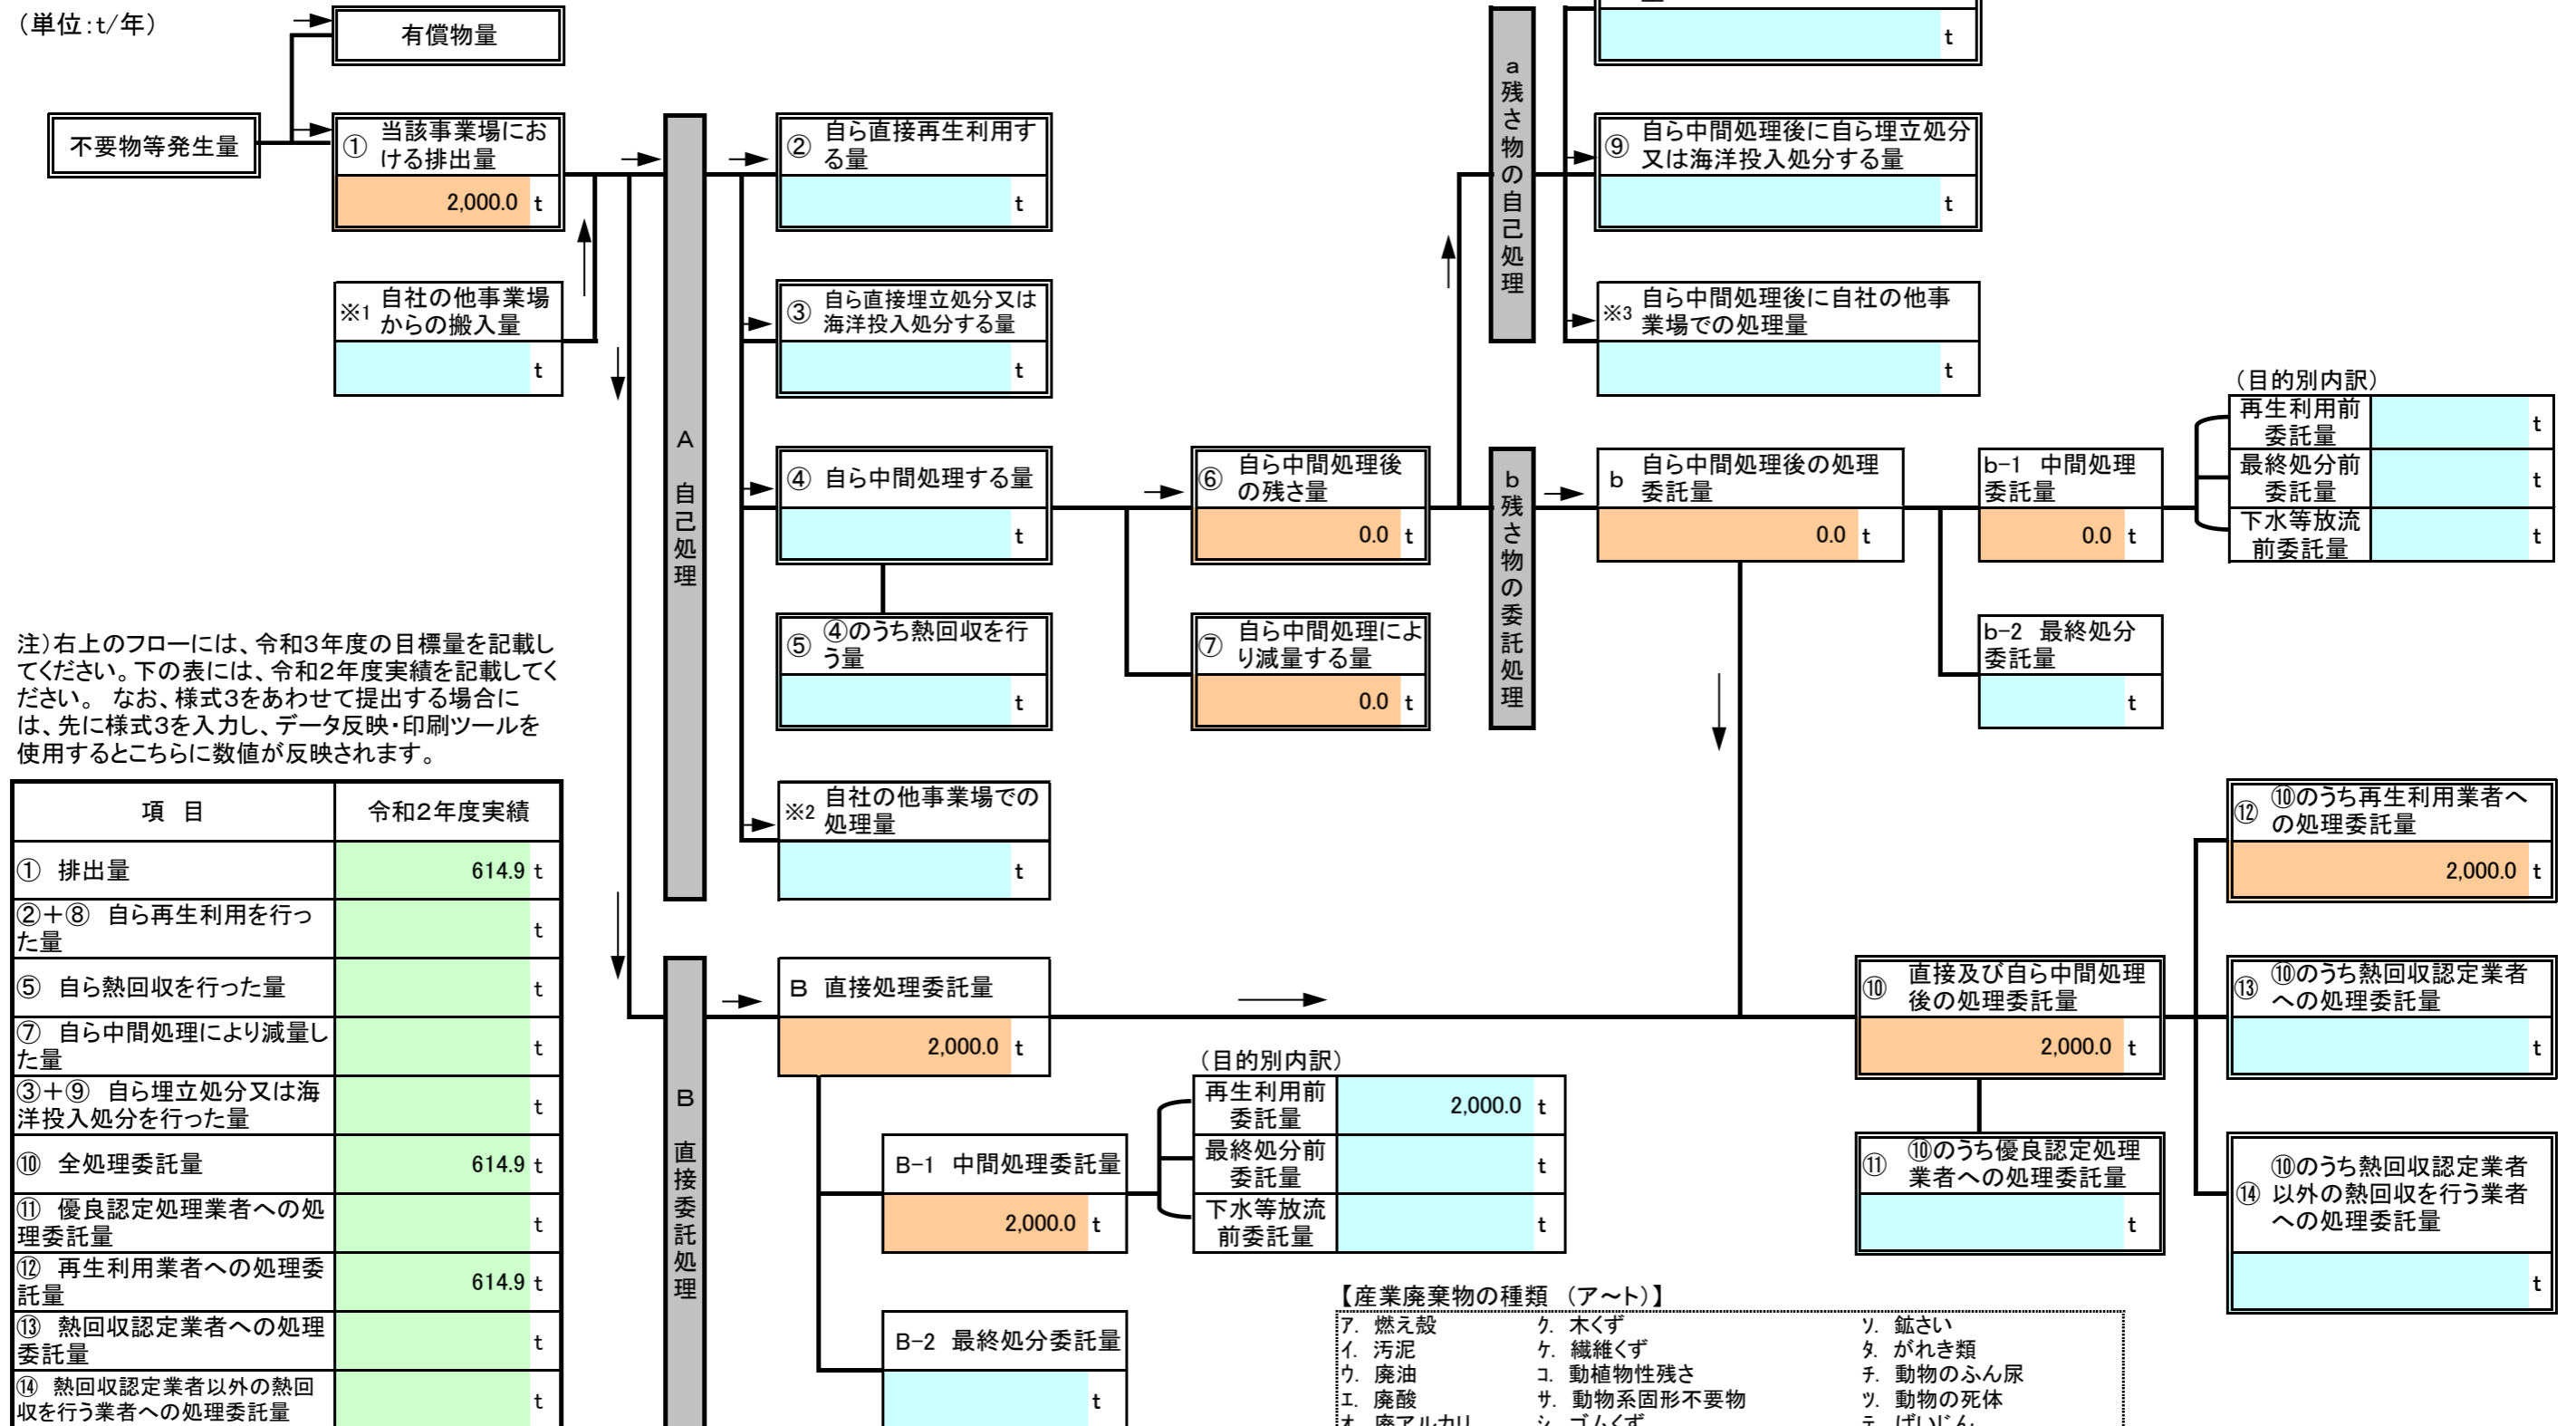 （単位：t/年）
有償物量
不要物等発生量
① 当該事業場にお
ける排出量
2,000.0 t
※1 自社の他事業場
からの搬入量
t
A 自己処理
② 自ら直接再生利用す
る量
t
③ 自ら直接埋立処分又は
海洋投入処分する量
t
④ 自ら中間処理する量
t
⑤ ④のうち熱回収を行
う量
t
※2 自社の他事業場での
処理量
t
⑥ 自ら中間処理後
の残さ量
0.0 t
⑦ 自ら中間処理によ
り減量する量
0.0 t
a 残さ物の自己処理
t
⑨ 自ら中間処理後に自ら埋立処分
又は海洋投入処分する量
t
※3 自ら中間処理後に自社の他事
業場での処理量
t
b 残さ物の委託処理
b 自ら中間処理後の処理
委託量
0.0 t
b-1 中間処理
委託量
0.0 t
b-2 最終処分
委託量
t
（目的別内訳）
再生利用前
委託量
t
最終処分前
委託量
t
下水等放流
前委託量
t
注）右上のフローには、令和3年度の目標量を記載し
てください。下の表には、令和2年度実績を記載してく
ださい。 なお、様式3をあわせて提出する場合に
は、先に様式3を入力し、データ反映・印刷ツールを
使用するとこちらに数値が反映されます。
項 目 令和2年度実績
① 排出量 614.9 t
②＋⑧ 自ら再生利用を行っ
た量
t
⑤ 自ら熱回収を行った量 t
⑦ 自ら中間処理により減量し
た量
t
③＋⑨ 自ら埋立処分又は海
洋投入処分を行った量
t
⑩ 全処理委託量 614.9 t
⑪ 優良認定処理業者への処
理委託量
t
⑫ 再生利用業者への処理委
託量
614.9 t
⑬ 熱回収認定業者への処理
委託量
t
⑭ 熱回収認定業者以外の熱回
収を行う業者への処理委託量
t
B 直接委託処理
B 直接処理委託量
2,000.0 t
B-1 中間処理委託量
2,000.0 t
B-2 最終処分委託量
t
（目的別内訳）
再生利用前
委託量
2,000.0 t
最終処分前
委託量
t
下水等放流
前委託量
t
⑩ 直接及び自ら中間処理
後の処理委託量
2,000.0 t
⑪ ⑩のうち優良認定処理
業者への処理委託量
t
⑫ ⑩のうち再生利用業者へ
の処理委託量
2,000.0 t
⑬ ⑩のうち熱回収認定業者
への処理委託量
t
⑭ ⑩のうち熱回収認定業者
以外の熱回収を行う業者
への処理委託量
t
【産業廃棄物の種類 （ア～ト）】
ア. 燃え殻 ク. 木くず ソ. 鉱さい
イ. 汚泥 ケ. 繊維くず タ. がれき類
ウ. 廃油 コ. 動植物性残さ チ. 動物のふん尿
エ. 廃酸 サ. 動物系固形不要物 ツ. 動物の死体
オ. 廃アルカリ シ. ゴムくず テ. ばいじん